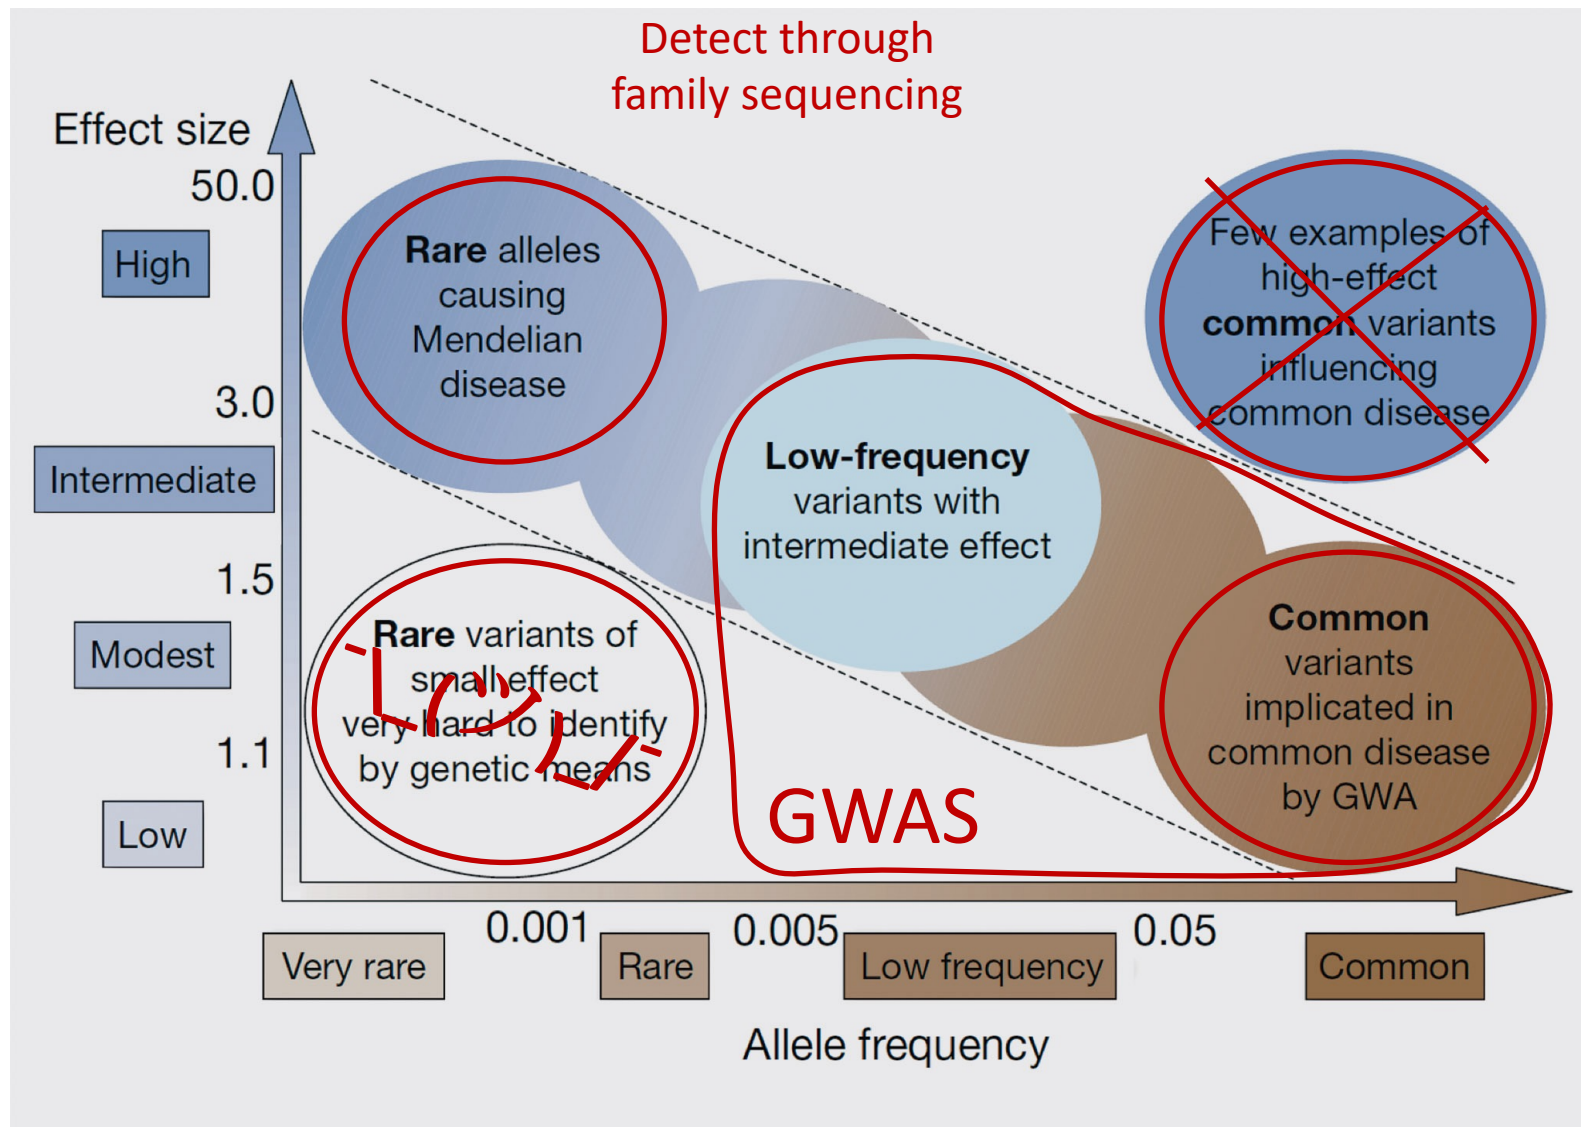 Detect through
family sequencing
Effect size
50.0
High
3.0
Intermediate
1.5
Modest
1.1
Low
Rare alleles
causing
Mendelian
disease
Few examples of
high-effect
common variants
influencing
common disease
Low-frequency
variants with
intermediate effect
Rare variants of
small effect
very hard to identify
by genetic means
Common
variants
implicated in
common disease
by GWA
GWAS
0.001
0.005
0.05
Very rare
Rare
Low frequency
Common
Allele frequency